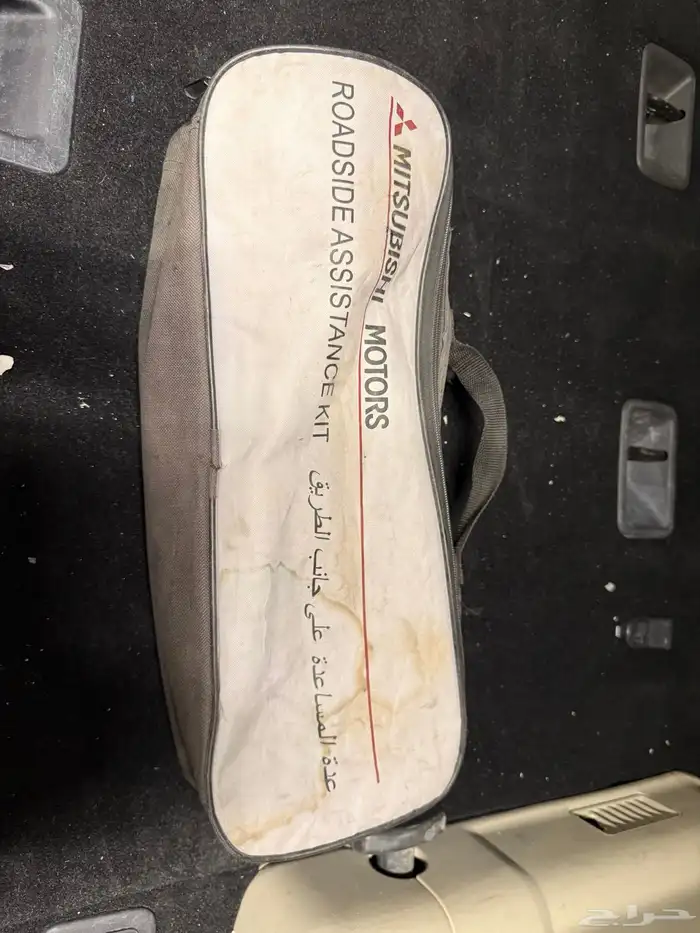 MITSUBISHI MOTORS
ROADSIDE ASSISTANCE KIT عدة المساعدة على جانب الطريق
حراج